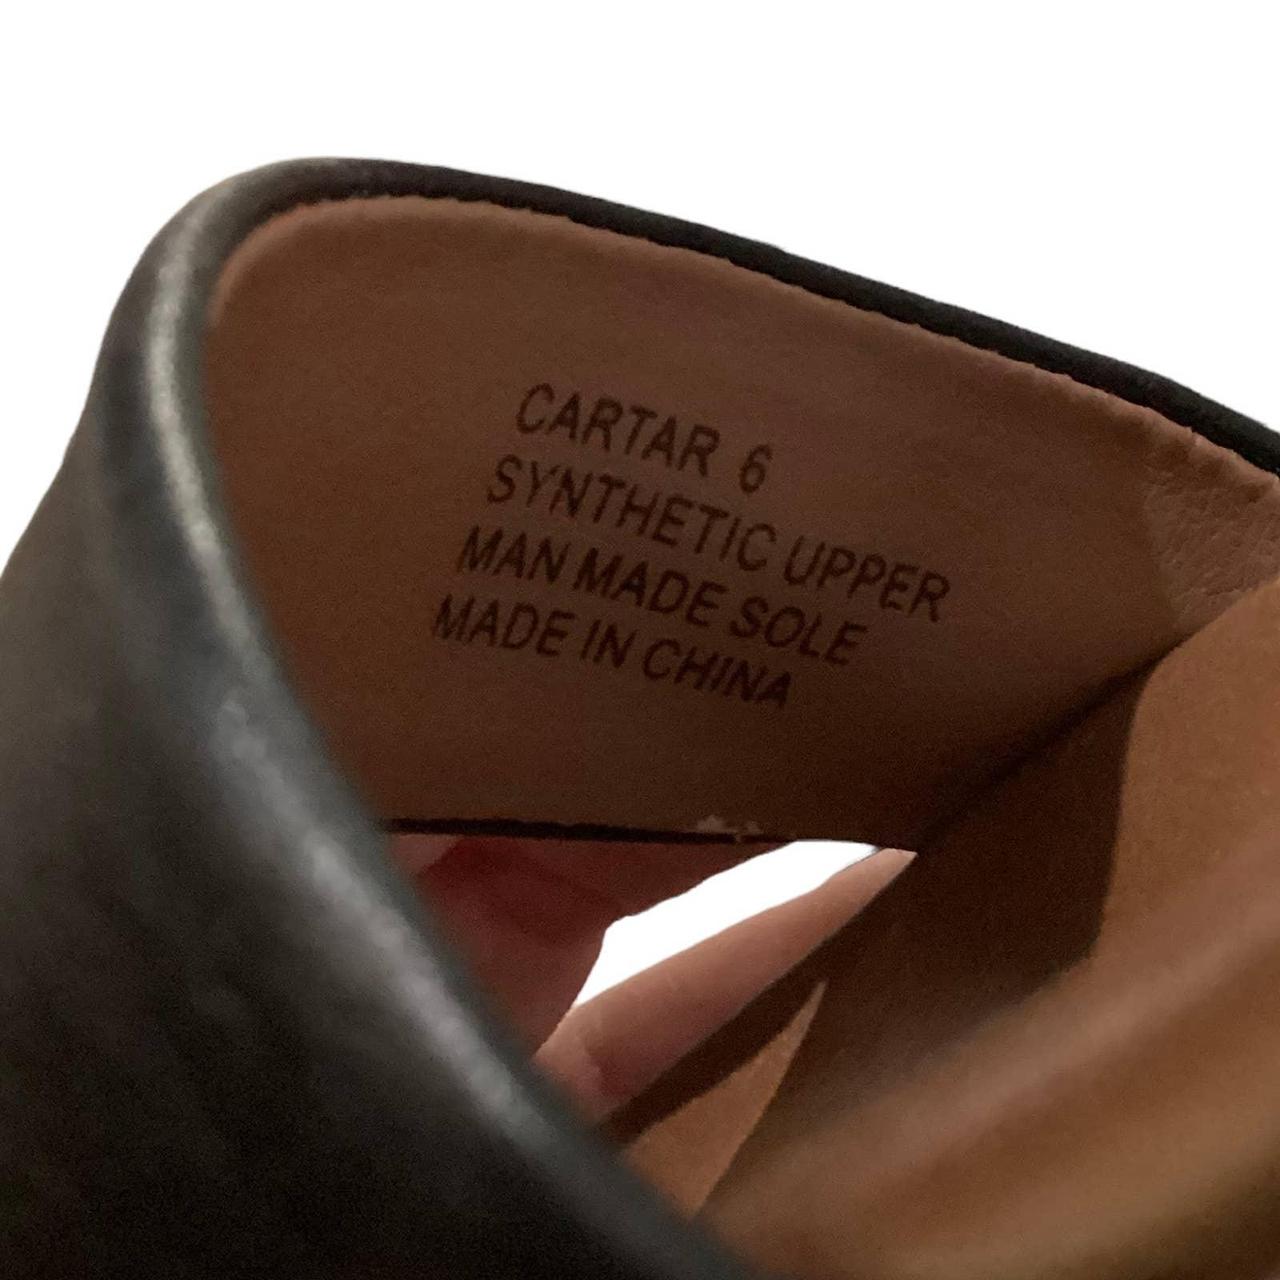 CARTAR 6
SYNTHETIC UPPER
MAN MADE SOLE
MADE IN CHINA